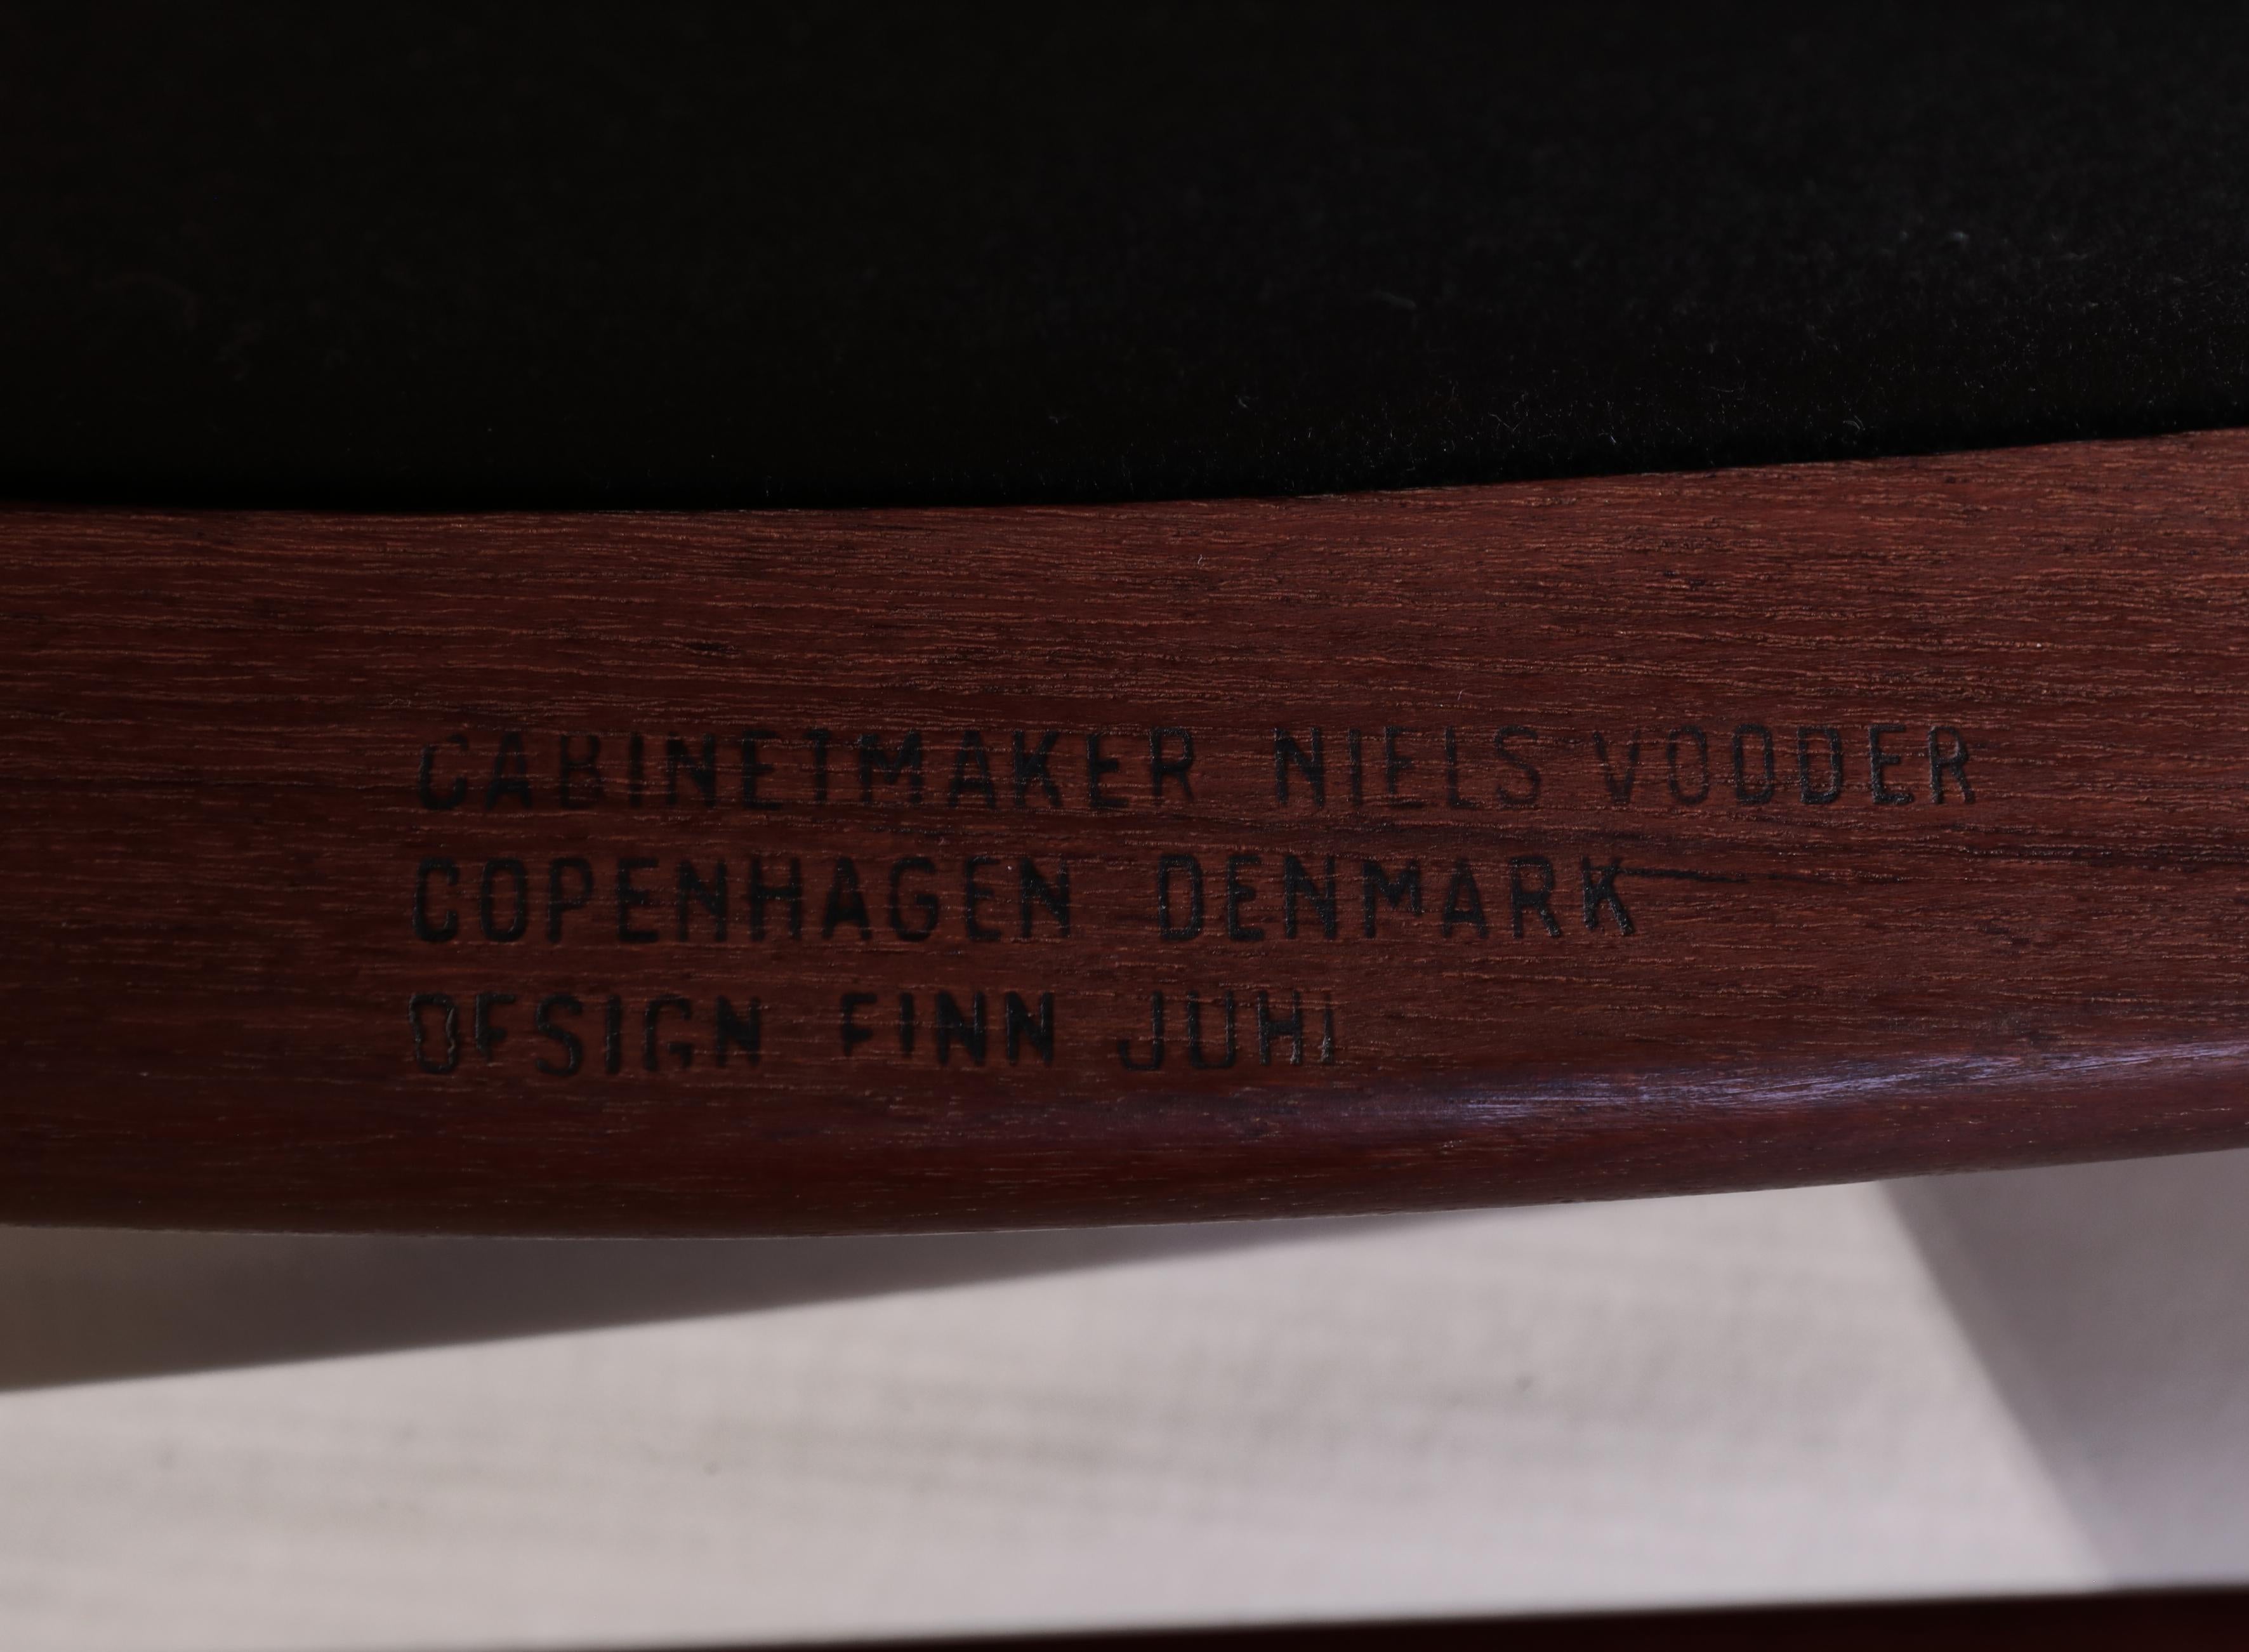 CABINETMAKER NIELS VODDER
COPENHAGEN DENMARK
DESIGN FINN JUHL